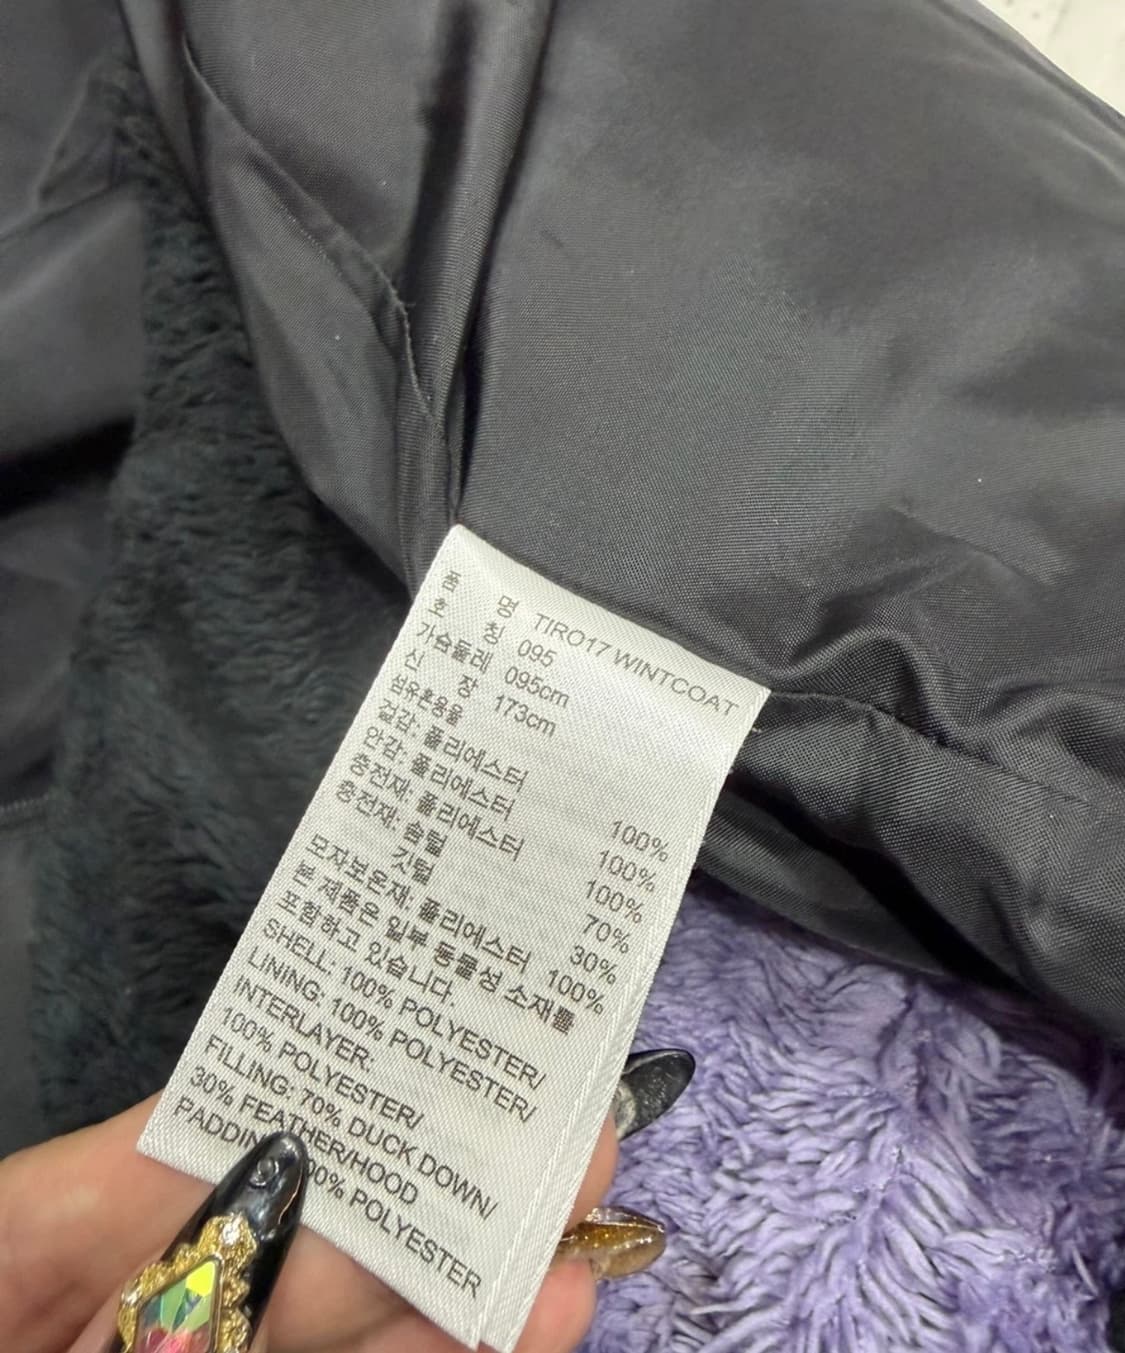 품 명 TIRO17 WINTCOAT
호 칭 095
가슴둘레 095cm
신 장 173cm
섬유혼용율
겉감: 폴리에스터 100%
안감: 폴리에스터 100%
충전재: 폴리에스터 100%
충전재: 솜털 70%
깃털 30%
모자보온재: 폴리에스터 100%
본 제품은 일부 동물성 소재를
포함하고 있습니다.
SHELL: 100% POLYESTER/
LINING: 100% POLYESTER/
INTERLAYER:
100% POLYESTER/
FILLING: 70% DUCK DOWN/
30% FEATHER/HOOD
POLYESTER